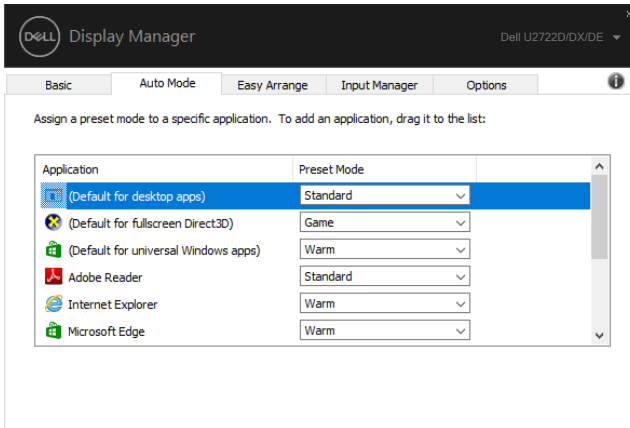 DELL Display Manager Dell U2722D/DX/DE
Basic Auto Mode Easy Arrange Input Manager Options
Assign a preset mode to a specific application. To add an application, drag it to the list:
Application Preset Mode
(Default for desktop apps) Standard
(Default for fullscreen Direct3D) Game
(Default for universal Windows apps) Warm
Adobe Reader Standard
Internet Explorer Warm
Microsoft Edge Warm